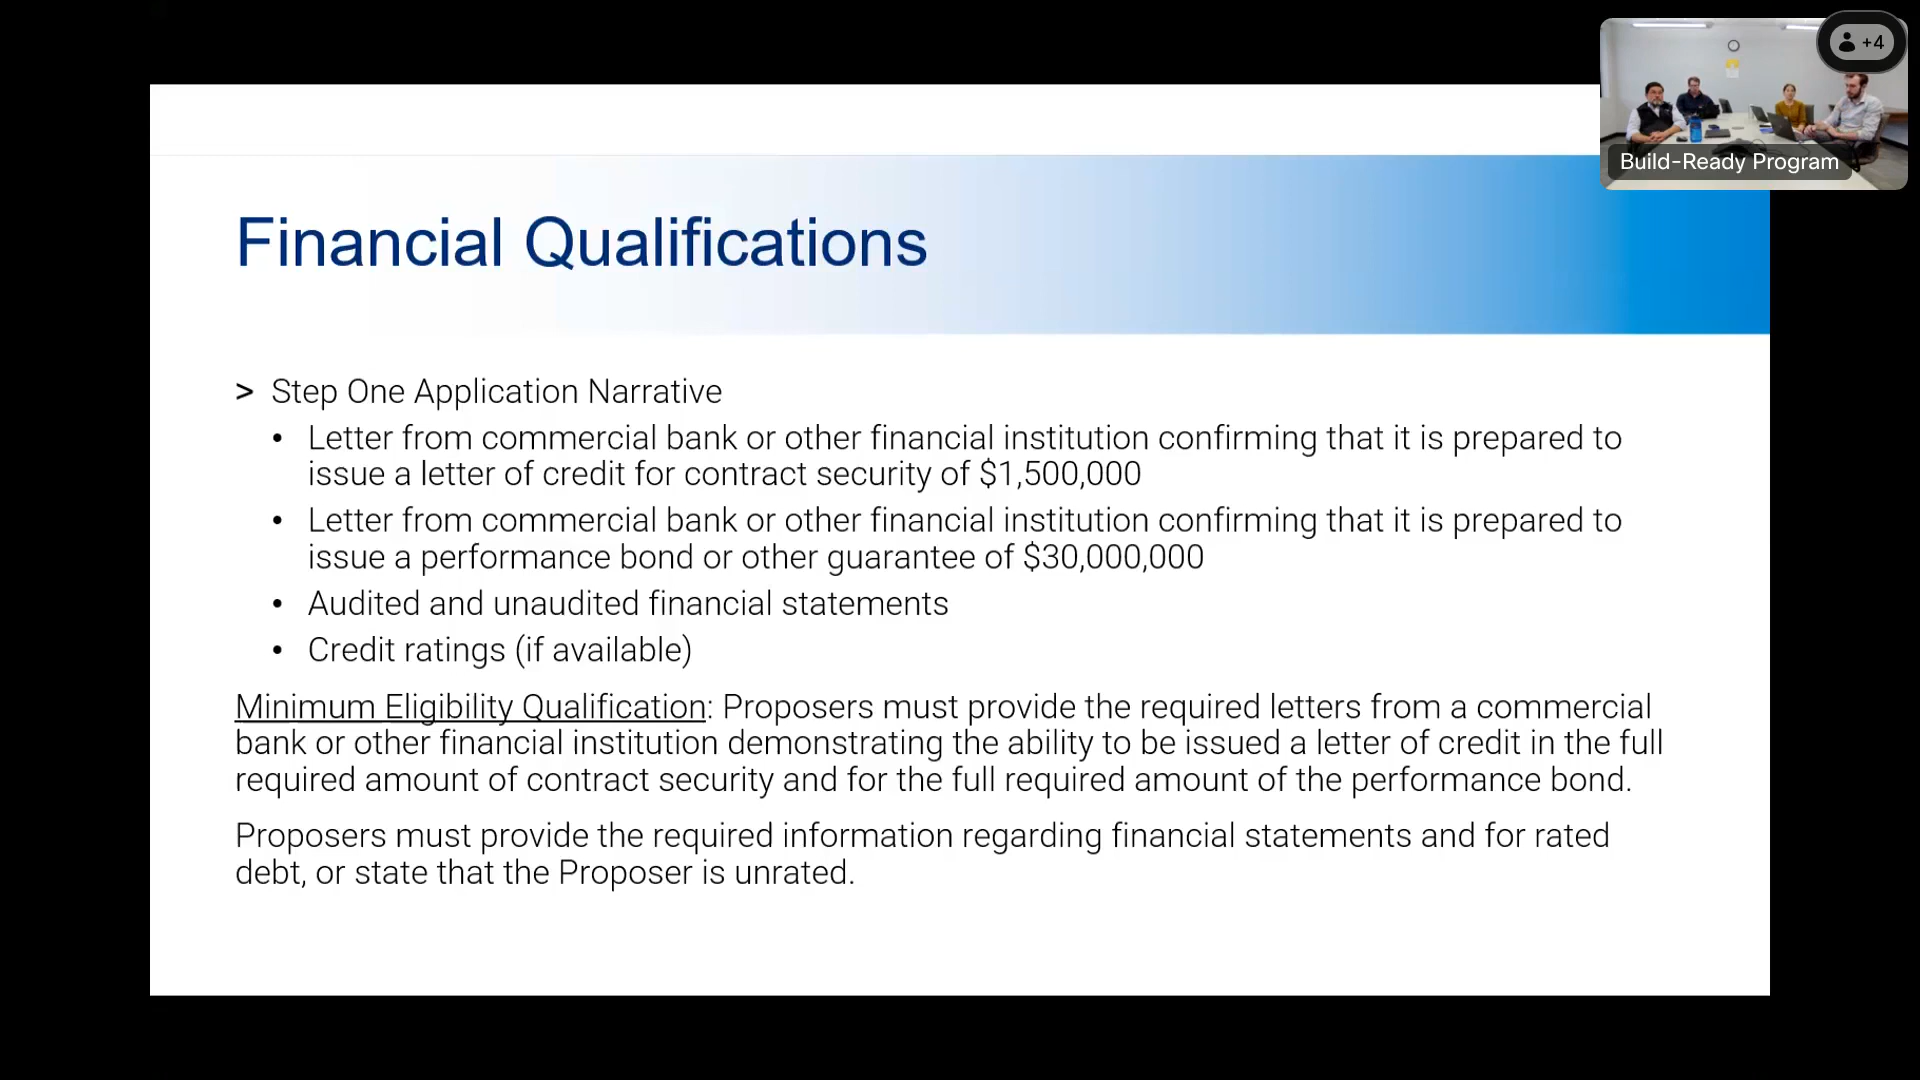 +4
Build-Ready Program
Financial Qualifications
> Step One Application Narrative
• Letter from commercial bank or other financial institution confirming that it is prepared to
issue a letter of credit for contract security of $1,500,000
• Letter from commercial bank or other financial institution confirming that it is prepared to
issue a performance bond or other guarantee of $30,000,000
• Audited and unaudited financial statements
• Credit ratings (if available)
Minimum Eligibility Qualification: Proposers must provide the required letters from a commercial
bank or other financial institution demonstrating the ability to be issued a letter of credit in the full
required amount of contract security and for the full required amount of the performance bond.
Proposers must provide the required information regarding financial statements and for rated
debt, or state that the Proposer is unrated.